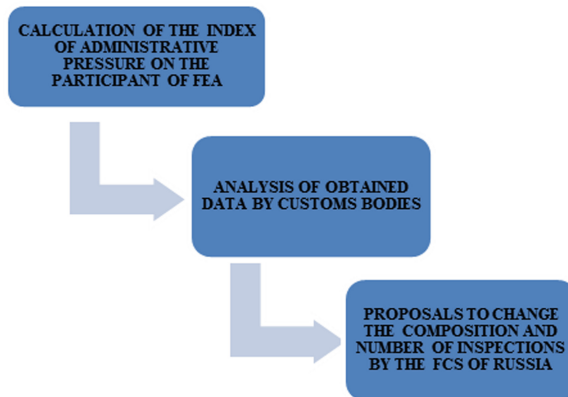 CALCULATION OF THE INDEX
OF ADMINISTRATIVE
PRESSURE ON THE
PARTICIPANT OF FEA
ANALYSIS OF OBTAINED
DATA BY CUSTOMS BODIES
PROPOSALS TO CHANGE
THE COMPOSITION AND
NUMBER OF INSPECTIONS
BY THE FCS OF RUSSIA